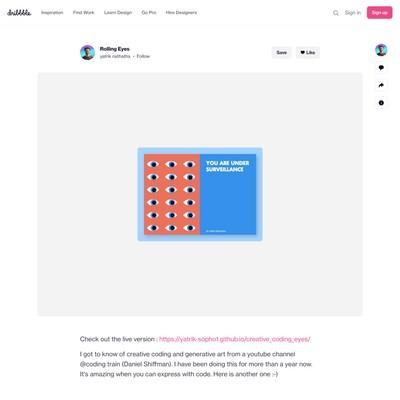 dribbble Inspiration Find Work Learn Design Go Pro Hire Designers Sign in Sign up
Rolling Eyes
yatrik raithatha • Follow
Save Like
YOU ARE UNDER
SURVEILLANCE
Check out the live version : https://yatrik-sophot.github.io/creative_coding_eyes/
I got to know of creative coding and generative art from a youtube channel
@coding train (Daniel Shiffman). I have been doing this for more than a year now.
It's amazing when you can express with code. Here is another one :-)